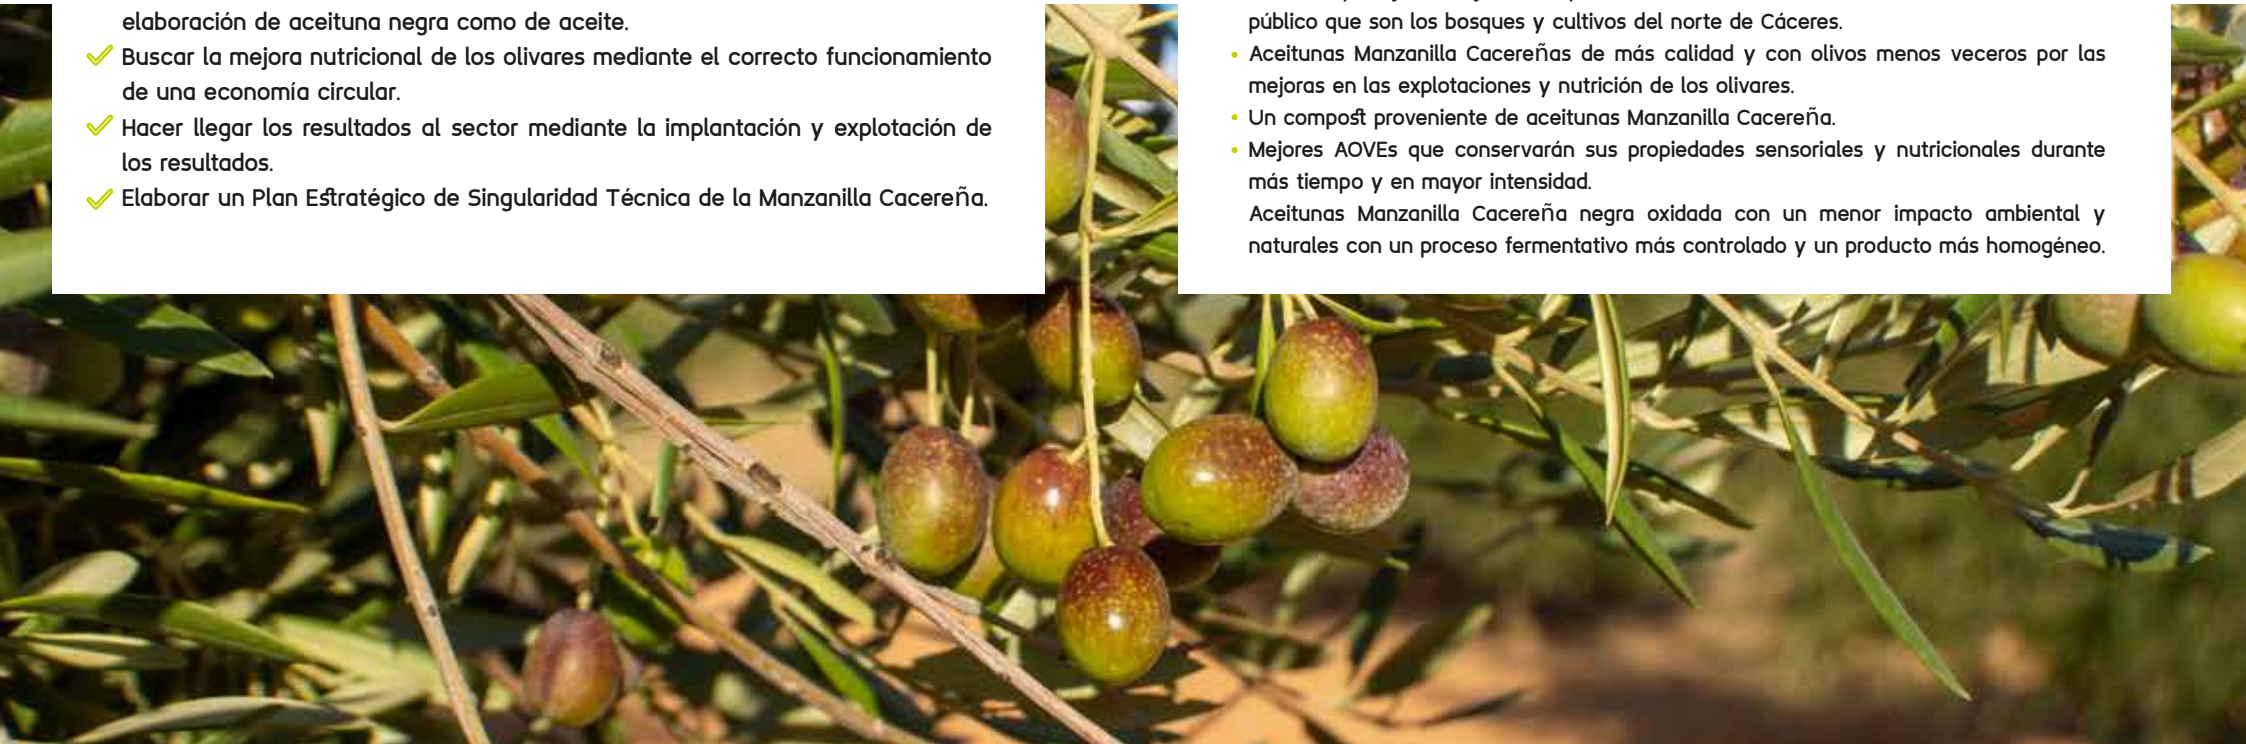 elaboración de aceituna negra como de aceite.
Buscar la mejora nutricional de los olivares mediante el correcto funcionamiento
de una economía circular.
Hacer llegar los resultados al sector mediante la implantación y explotación de
los resultados.
Elaborar un Plan Estratégico de Singularidad Técnica de la Manzanilla Cacereña.
público que son los bosques y cultivos del norte de Cáceres.
• Aceitunas Manzanilla Cacereñas de más calidad y con olivos menos veceros por las
mejoras en las explotaciones y nutrición de los olivares.
• Un compost proveniente de aceitunas Manzanilla Cacereña.
• Mejores AOVEs que conservarán sus propiedades sensoriales y nutricionales durante
más tiempo y en mayor intensidad.
Aceitunas Manzanilla Cacereña negra oxidada con un menor impacto ambiental y
naturales con un proceso fermentativo más controlado y un producto más homogéneo.